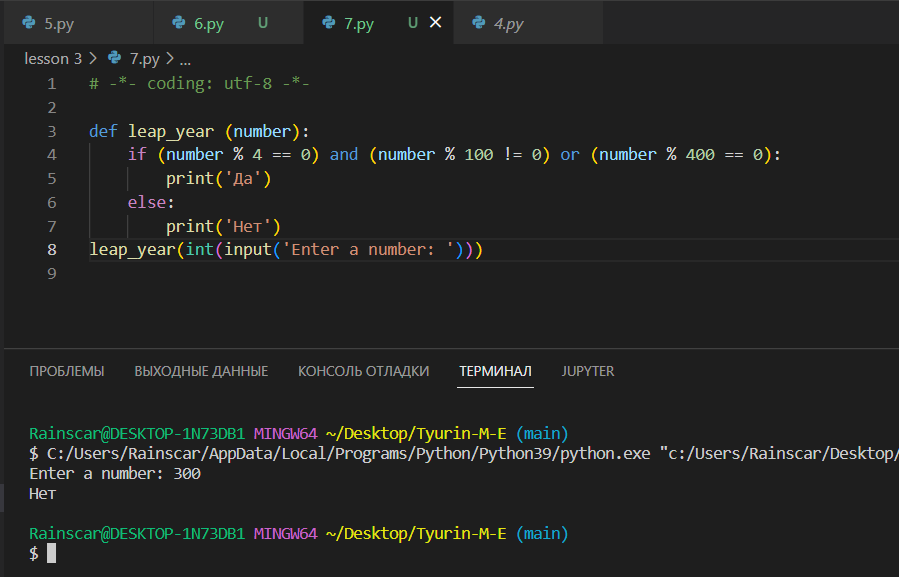 5.py 6.py U 7.py U 4.py
lesson 3 > 7.py > ...
1 # -*- coding: utf-8 -*-
2
3 def leap_year (number):
4 if (number % 4 == 0) and (number % 100 != 0) or (number % 400 == 0):
5 print('Да')
6 else:
7 print('Нет')
8 leap_year(int(input('Enter a number: ')))
9
ПРОБЛЕМЫ ВЫХОДНЫЕ ДАННЫЕ КОНСОЛЬ ОТЛАДКИ ТЕРМИНАЛ JUPYTER
Rainscar@DESKTOP-1N73DB1 MINGW64 ~/Desktop/Tyurin-M-E (main)
$ C:/Users/Rainscar/AppData/Local/Programs/Python/Python39/python.exe "c:/Users/Rainscar/Desktop/
Enter a number: 300
Нет
Rainscar@DESKTOP-1N73DB1 MINGW64 ~/Desktop/Tyurin-M-E (main)
$